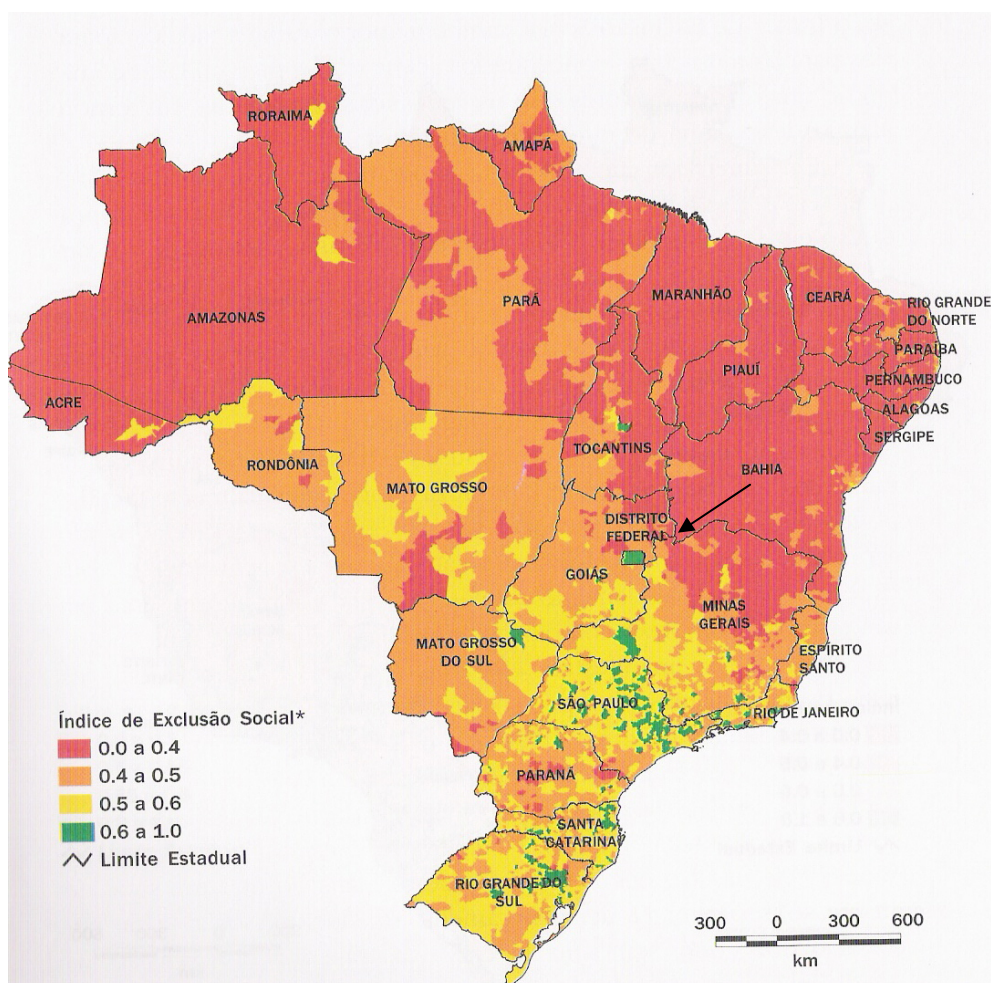 RORAIMA
AMAPÁ
AMAZONAS
PARÁ
MARANHÃO
CEARÁ
RIO GRANDE
DO NORTE
PARAÍBA
PIAUÍ
PERNAMBUCO
ACRE
ALAGOAS
SERGIPE
TOCANTINS
RONDÔNIA
BAHIA
MATO GROSSO
DISTRITO
FEDERAL
GOIÁS
MINAS
GERAIS
MATO GROSSO
DO SUL
ESPÍRITO
SANTO
SÃO PAULO
RIO DE JANEIRO
PARANÁ
SANTA
CATARINA
RIO GRANDE DO
SUL
Índice de Exclusão Social*
0.0 a 0.4
0.4 a 0.5
0.5 a 0.6
0.6 a 1.0
Limite Estadual
300 0 300 600
km